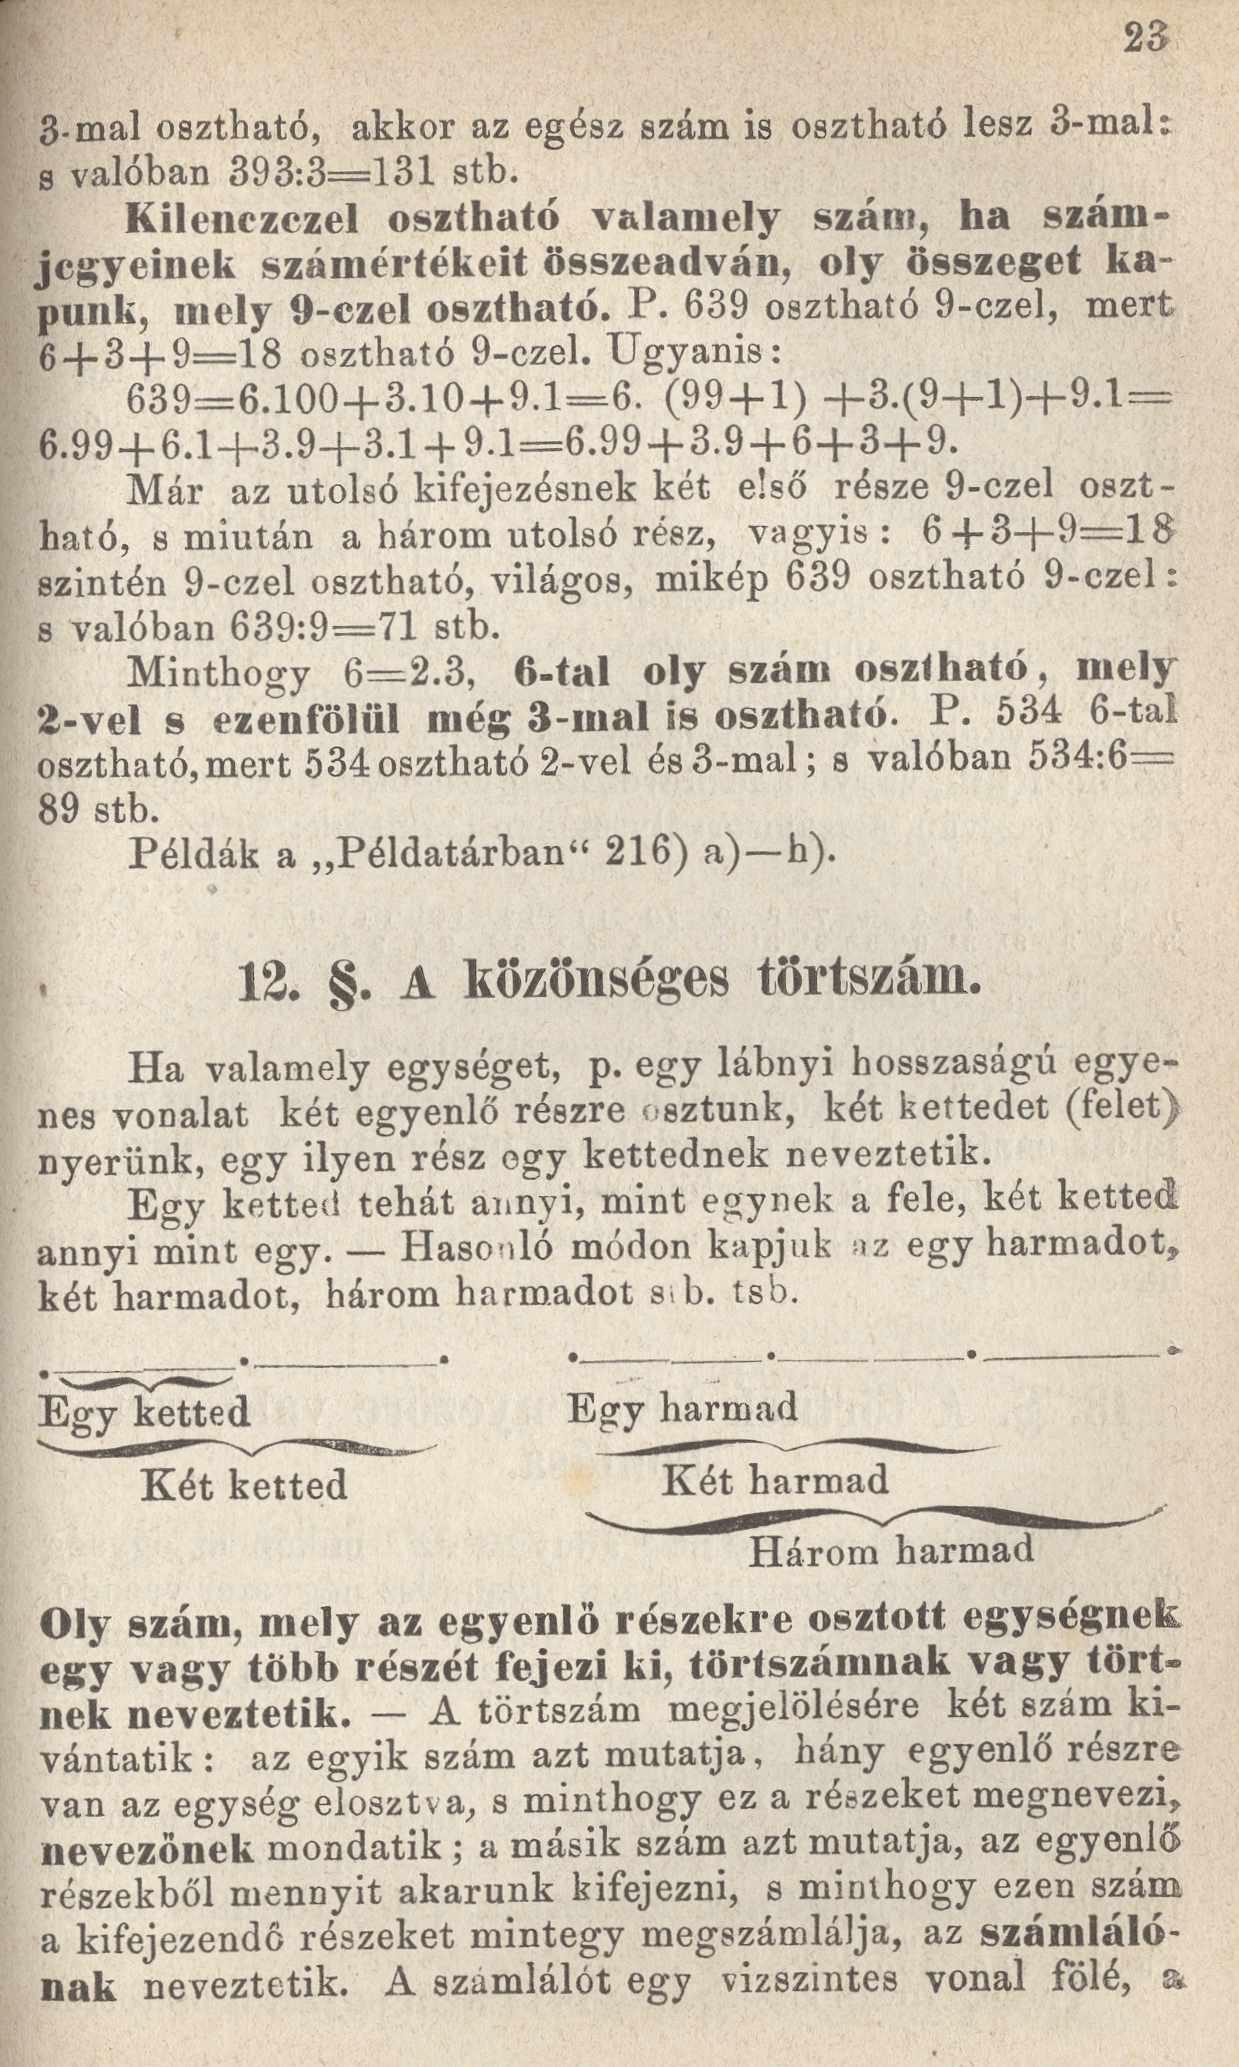 23
3-mal osztható, akkor az egész szám is osztható lesz 3-mal:
s valóban 393:3=131 stb.
Kilenczczel osztható valamely szám, ha szám-
jegyeinek számértékeit összeadván, oly összeget ka-
punk, mely 9-czel osztható. P. 639 osztható 9-czel, mert
6+3+9=18 osztható 9-czel. Ugyanis:
639=6.100+3.10+9.1=6. (99+1) +3.(9+1)+9.1=
6.99+6.1+3.9+3.1+9.1=6.99+3.9+6+3+9.
Már az utolsó kifejezésnek két első része 9-czel oszt-
ható, s miután a három utolsó rész, vagyis: 6+3+9=18
szintén 9-czel osztható, világos, mikép 639 osztható 9-czel:
s valóban 639:9=71 stb.
Minthogy 6=2.3, 6-tal oly szám osztható, mely
2-vel s ezenfölül még 3-mal is osztható. P. 534 6-tal
osztható, mert 534 osztható 2-vel és 3-mal; s valóban 534:6=
89 stb.
Példák a „Példatárban“ 216) a)—h).
12. §. A közönséges törtszám.
Ha valamely egységet, p. egy lábnyi hosszaságú egye-
nes vonalat két egyenlő részre osztunk, két kettedet (felet)
nyerünk, egy ilyen rész egy kettednek neveztetik.
Egy ketted tehát annyi, mint egynek a fele, két ketted
annyi mint egy. — Hasonló módon kapjuk az egy harmadot,
két harmadot, három harmadot stb. tsb.
Egy ketted
Két ketted
Egy harmad
Két harmad
Három harmad
Oly szám, mely az egyenlő részekre osztott egységnek
egy vagy több részét fejezi ki, törtszámnak vagy tört-
nek neveztetik. — A törtszám megjelölésére két szám ki-
vántatik: az egyik szám azt mutatja, hány egyenlő részre
van az egység elosztva, s minthogy ez a részeket megnevezi,
nevezőnek mondatik; a másik szám azt mutatja, az egyenlő
részekből mennyit akarunk kifejezni, s minthogy ezen szám
a kifejezendő részeket mintegy megszámlálja, az számláló-
nak neveztetik. A számlálót egy vizszintes vonal fölé, a